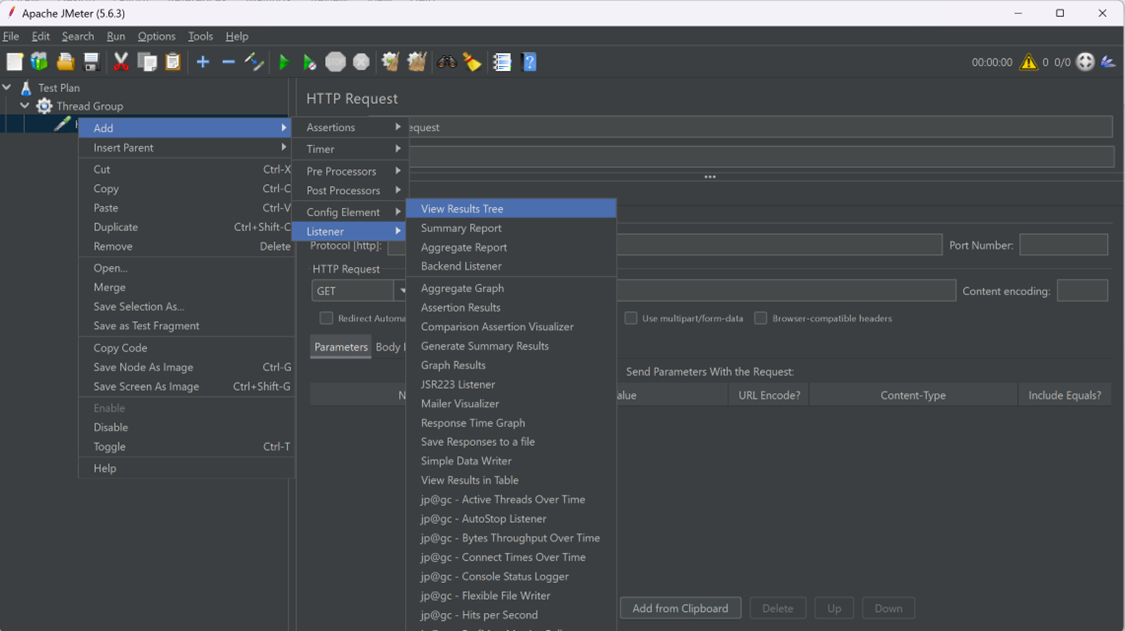 Apache JMeter (5.6.3)
File Edit Search Run Options Tools Help
00:00:00 0 0/0
Test Plan
Thread Group
HTTP Request
equest
Add
Insert Parent
Cut Ctrl-X
Copy Ctrl-C
Paste Ctrl-V
Duplicate Ctrl+Shift-C
Remove Delete
Open...
Merge
Save Selection As...
Save as Test Fragment
Copy Code
Save Node As Image Ctrl-G
Save Screen As Image Ctrl+Shift-G
Enable
Disable
Toggle Ctrl-T
Help
Assertions
Timer
Pre Processors
Post Processors
Config Element
Listener
View Results Tree
Summary Report
Aggregate Report
Backend Listener
Aggregate Graph
Assertion Results
Comparison Assertion Visualizer
Generate Summary Results
Graph Results
JSR223 Listener
Mailer Visualizer
Response Time Graph
Save Responses to a file
Simple Data Writer
View Results in Table
jp@gc - Active Threads Over Time
jp@gc - AutoStop Listener
jp@gc - Bytes Throughput Over Time
jp@gc - Connect Times Over Time
jp@gc - Console Status Logger
jp@gc - Flexible File Writer
jp@gc - Hits per Second
Protocol [http]: Port Number:
HTTP Request
GET Content encoding:
Redirect Automa Use multipart/form-data Browser-compatible headers
Parameters Body
Send Parameters With the Request:
N alue URL Encode? Content-Type Include Equals?
Add from Clipboard Delete Up Down